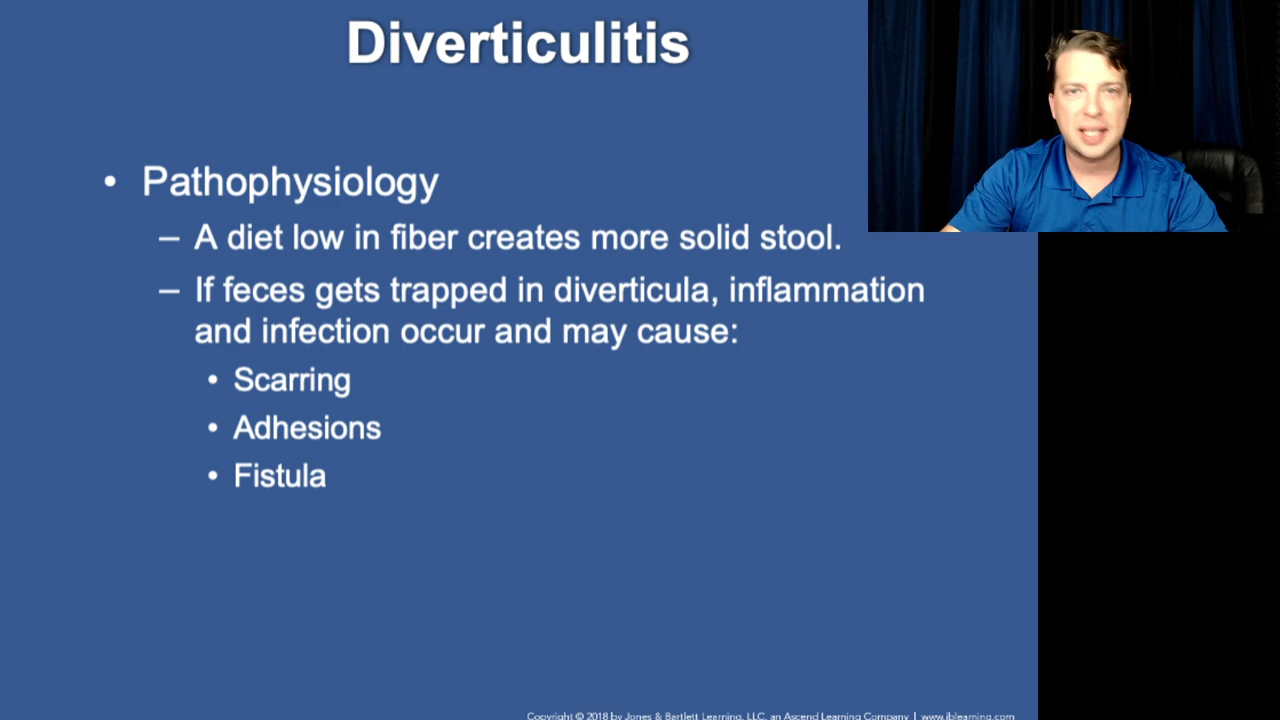 Diverticulitis
• Pathophysiology
– A diet low in fiber creates more solid stool.
– If feces gets trapped in diverticula, inflammation
and infection occur and may cause:
• Scarring
• Adhesions
• Fistula
Copyright © 2018 by Jones & Bartlett Learning, LLC, an Ascend Learning Company | www.jblearning.com